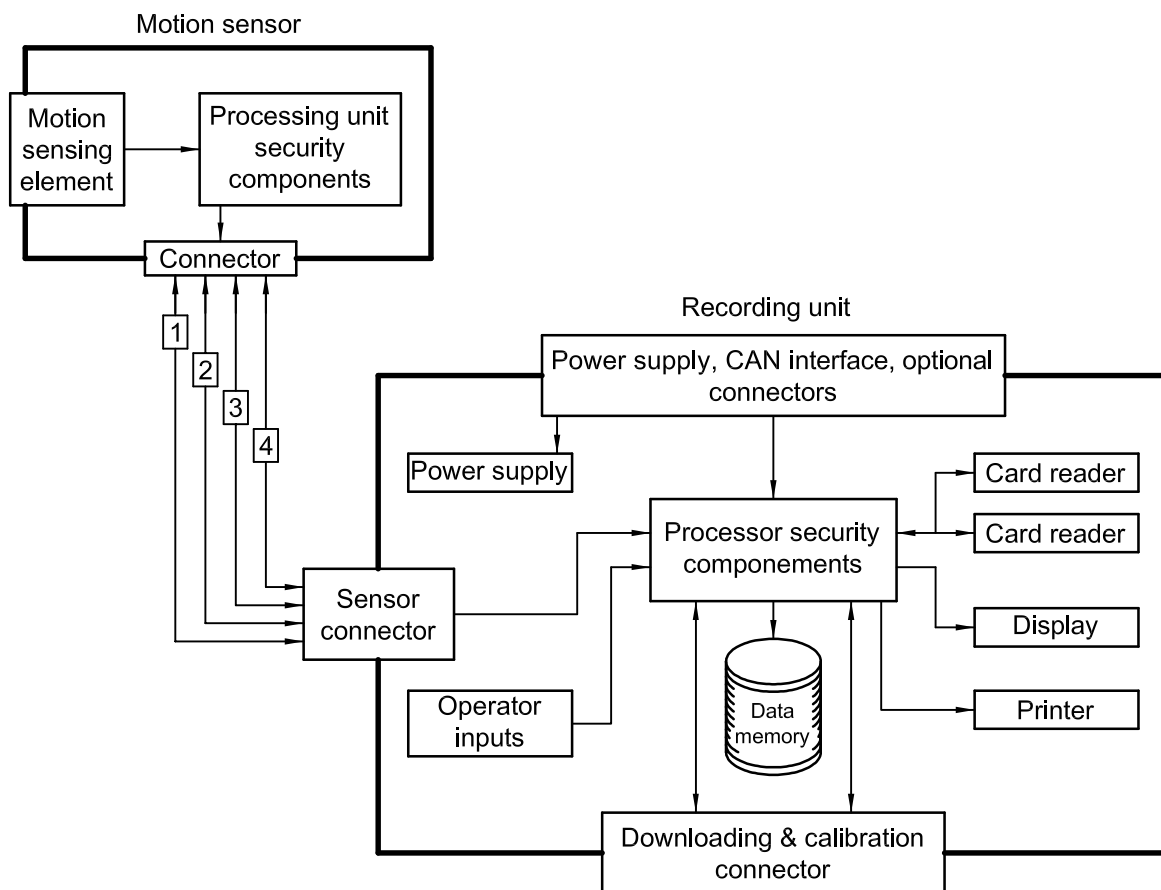 Motion sensor
Motion
sensing
element
Processing unit
security
components
Connector
1
2
3
4
Recording unit
Power supply, CAN interface, optional
connectors
Power supply
Card reader
Card reader
Processor security
componements
Sensor
connector
Display
Operator
inputs
Data
memory
Printer
Downloading & calibration
connector